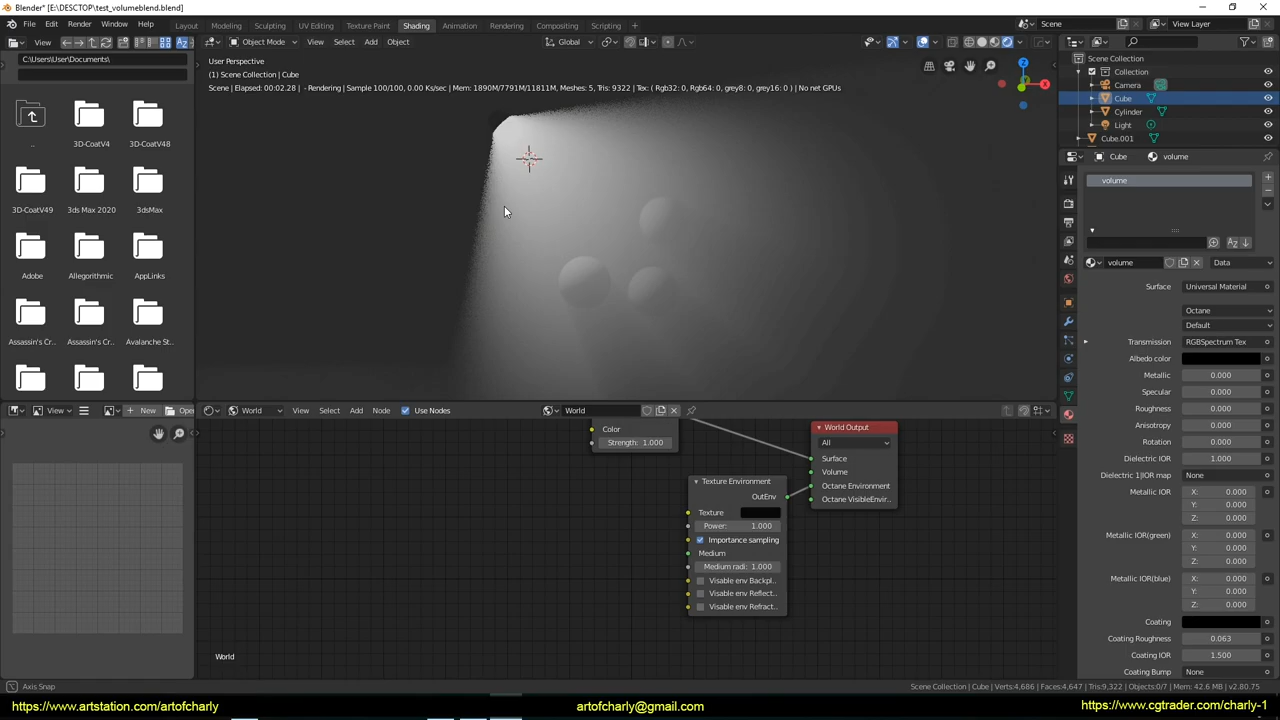 Blender* [E:\DESCTOP\test_volumeblend.blend]
File Edit Render Window Help Layout Modeling Sculpting UV Editing Texture Paint Shading Animation Rendering Compositing Scripting Scene View Layer
View Object Mode View Select Add Object Global
C:\Users\User\Documents\
User Perspective
(1) Scene Collection | Cube
Scene | Elapsed: 00:02.28 | - Rendering | Sample 100/100, 0.00 Ks/sec | Mem: 1890M/7791M/11811M, Meshes: 5, Tris: 9322 | Tex: ( Rgb32: 0, Rgb64: 0, grey8: 0, grey16: 0 ) | No net GPUs
X
Scene Collection
Collection
Camera
Cube
Cylinder
Light
Cube.001
..
3D-CoatV4
3D-CoatV48
3D-CoatV49
3ds Max 2020
3dsMax
Adobe
Allegorithmic
AppLinks
Assassin's Cr...
Assassin's Cr...
Avalanche St...
Cube volume
volume
volume Data
Surface Universal Material
Octane
Default
Transmission RGBSpectrum Tex
Albedo color
Metallic 0.000
Specular 0.000
Roughness 0.000
Anisotropy 0.000
Rotation 0.000
Dielectric IOR 1.000
Dielectric 1|IOR map None
Metallic IOR X: 0.000
Y: 0.000
Z: 0.000
Metallic IOR(green) X: 0.000
Y: 0.000
Z: 0.000
Metallic IOR(blue) X: 0.000
Y: 0.000
Z: 0.000
Coating
Coating Roughness 0.063
Coating IOR 1.500
Coating Bump None
View New Ope
World View Select Add Node Use Nodes World
Color
Strength: 1.000
World Output
All
Surface
Volume
Octane Environment
Octane VisibleEnvir..
Texture Environment
OutEnv
Texture
Power: 1.000
Importance sampling
Medium
Medium radi: 1.000
Visable env Backpl..
Visable env Reflect..
Visable env Refract..
World
Axis Snap
Scene Collection | Cube | Verts:4,686 | Faces:4,647 | Tris:9,322 | Objects:0/7 | Mem: 42.6 MB | v2.80.75
https://www.artstation.com/artofcharly artofcharly@gmail.com https://www.cgtrader.com/charly-1